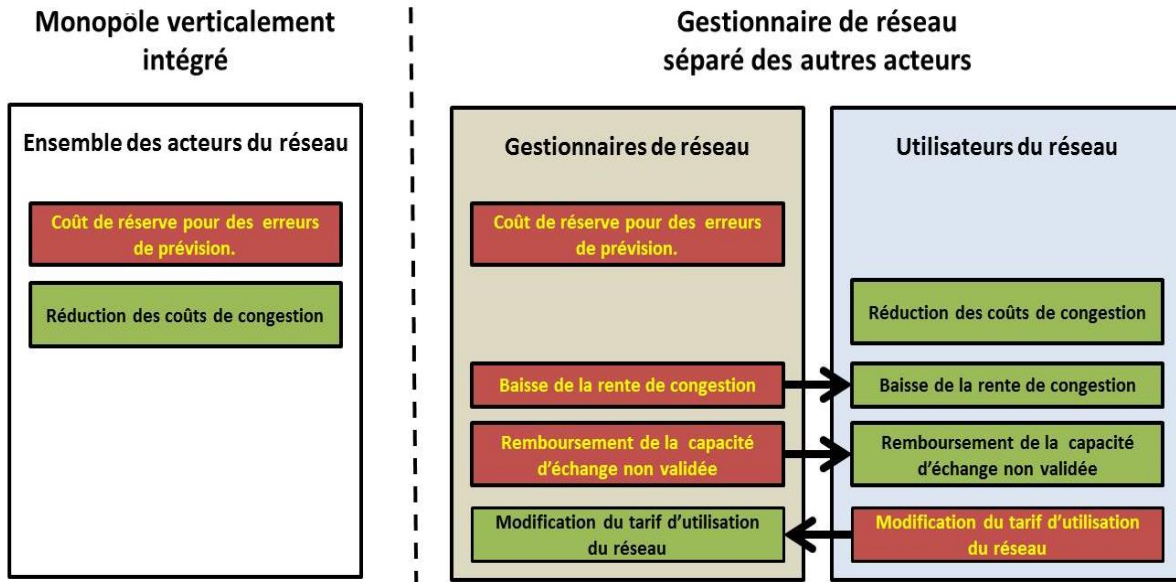 Monopôle verticalement
intégré
Ensemble des acteurs du réseau
Coût de réserve pour des erreurs
de prévision.
Réduction des coûts de congestion
Gestionnaire de réseau
séparé des autres acteurs
Gestionnaires de réseau
Coût de réserve pour des erreurs
de prévision.
Baisse de la rente de congestion
Remboursement de la capacité
d'échange non validée
Modification du tarif d'utilisation
du réseau
Utilisateurs du réseau
Réduction des coûts de congestion
Baisse de la rente de congestion
Remboursement de la capacité
d'échange non validée
Modification du tarif d'utilisation
du réseau